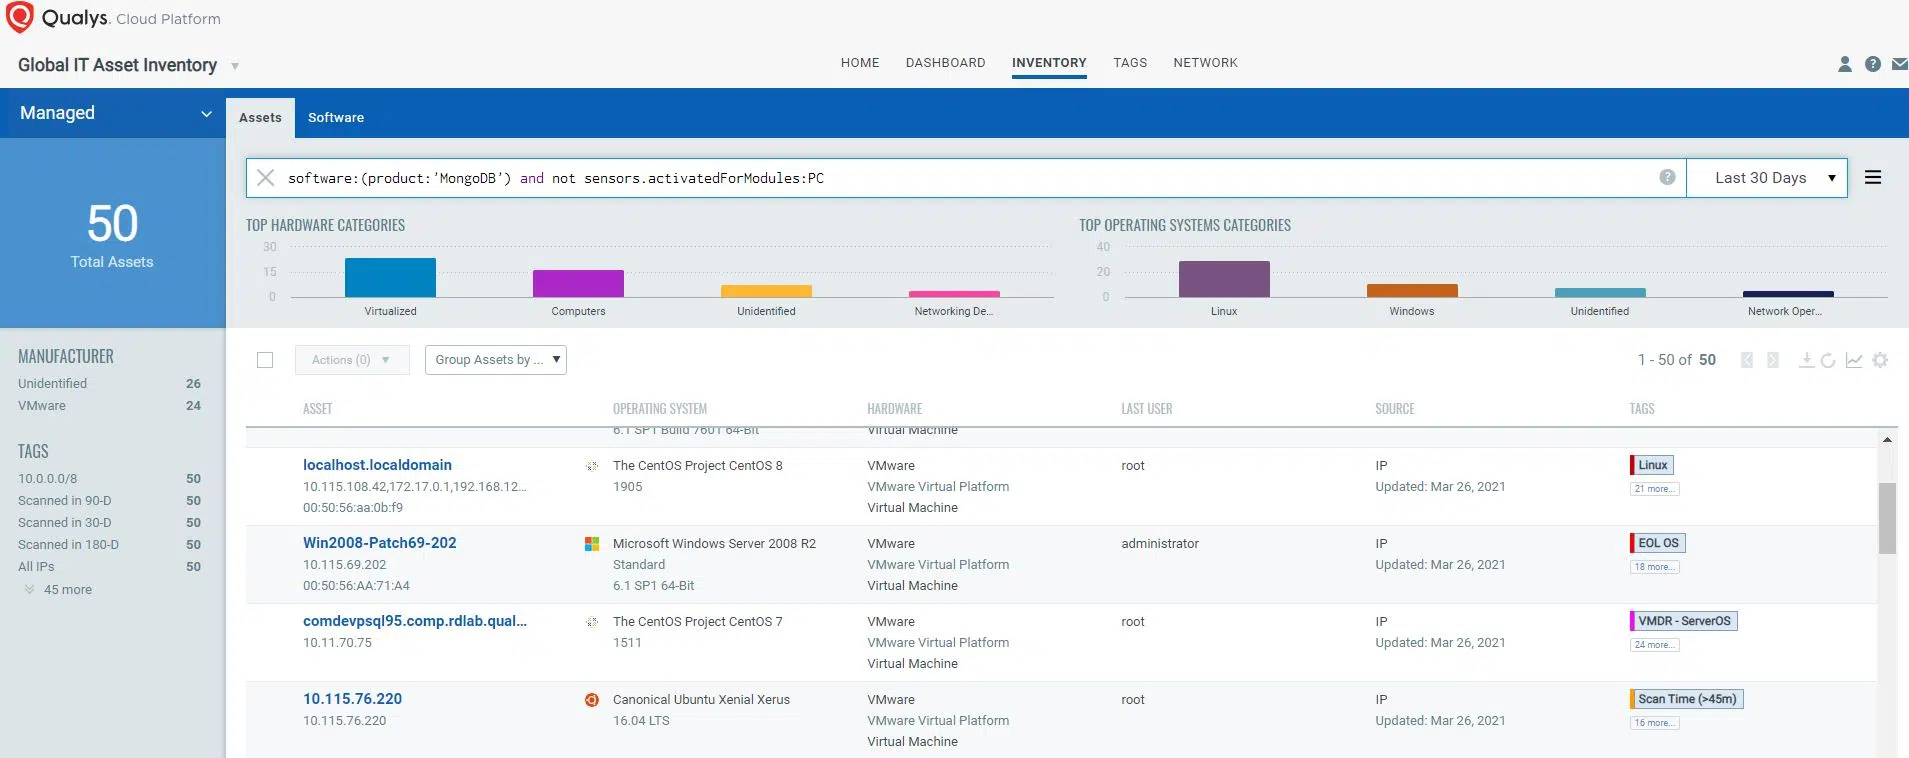 Qualys. Cloud Platform
Global IT Asset Inventory
HOME DASHBOARD INVENTORY TAGS NETWORK
Managed
Assets Software
50
Total Assets
software:(product:'MongoDB') and not sensors.activatedForModules:PC
Last 30 Days
TOP HARDWARE CATEGORIES
30
15
0
Virtualized Computers Unidentified Networking De...
TOP OPERATING SYSTEMS CATEGORIES
40
20
0
Linux Windows Unidentified Network Oper...
MANUFACTURER
Unidentified 26
VMware 24
TAGS
10.0.0.0/8 50
Scanned in 90-D 50
Scanned in 30-D 50
Scanned in 180-D 50
All IPs 50
45 more
Actions (0) Group Assets by ... 1 - 50 of 50
ASSET OPERATING SYSTEM HARDWARE LAST USER SOURCE TAGS
6.1 SP1 Build 7601 64-Bit Virtual Machine
localhost.localdomain The CentOS Project CentOS 8 VMware root IP Linux
10.115.108.42,172.17.0.1,192.168.12... 1905 VMware Virtual Platform Updated: Mar 26, 2021 21 more...
00:50:56:aa:0b:f9 Virtual Machine
Win2008-Patch69-202 Microsoft Windows Server 2008 R2 VMware administrator IP EOL OS
10.115.69.202 Standard VMware Virtual Platform Updated: Mar 26, 2021 18 more...
00:50:56:AA:71:A4 6.1 SP1 64-Bit Virtual Machine
comdevpsql95.comp.rdlab.qual... The CentOS Project CentOS 7 VMware root IP VMDR - ServerOS
10.11.70.75 1511 VMware Virtual Platform Updated: Mar 26, 2021 24 more...
Virtual Machine
10.115.76.220 Canonical Ubuntu Xenial Xerus VMware root IP Scan Time (>45m)
10.115.76.220 16.04 LTS VMware Virtual Platform Updated: Mar 26, 2021 16 more...
Virtual Machine